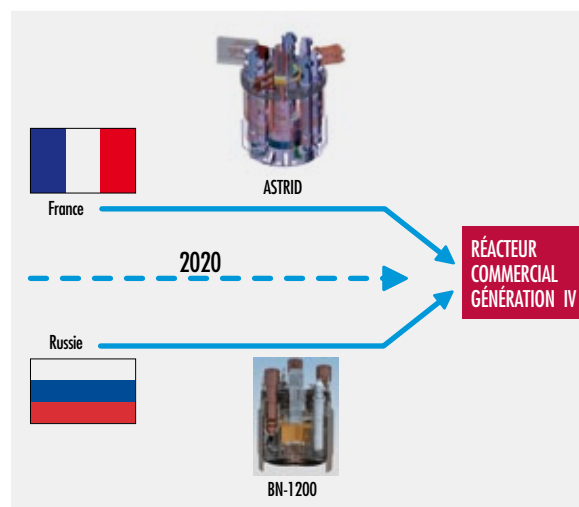 ASTRID
France
2020
RÉACTEUR
COMMERCIAL
GÉNÉRATION IV
Russie
BN-1200